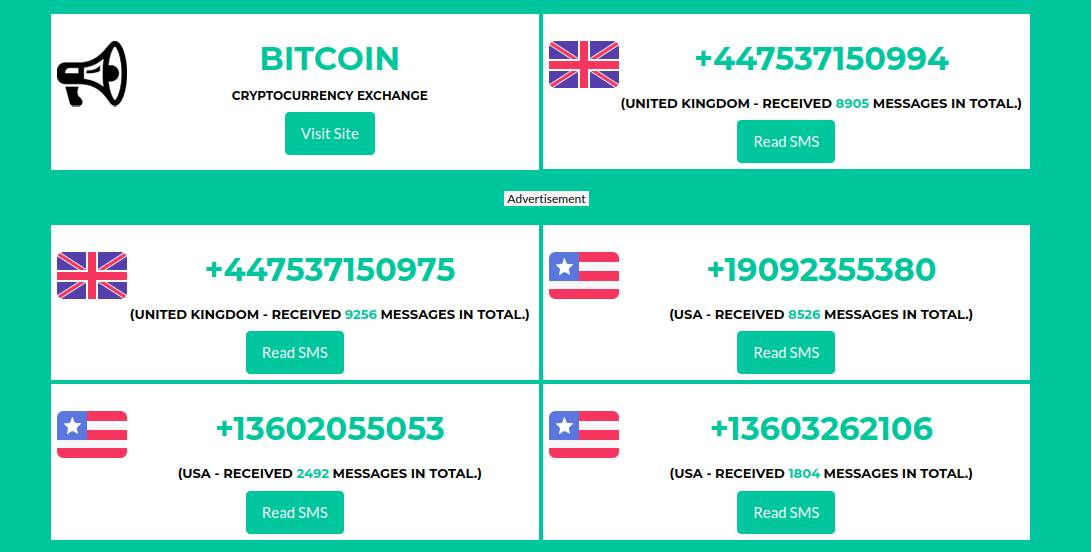 BITCOIN
CRYPTOCURRENCY EXCHANGE
Visit Site
+447537150994
(UNITED KINGDOM - RECEIVED 8905 MESSAGES IN TOTAL.)
Read SMS
Advertisement
+447537150975
(UNITED KINGDOM - RECEIVED 9256 MESSAGES IN TOTAL.)
Read SMS
+19092355380
(USA - RECEIVED 8526 MESSAGES IN TOTAL.)
Read SMS
+13602055053
(USA - RECEIVED 2492 MESSAGES IN TOTAL.)
Read SMS
+13603262106
(USA - RECEIVED 1804 MESSAGES IN TOTAL.)
Read SMS